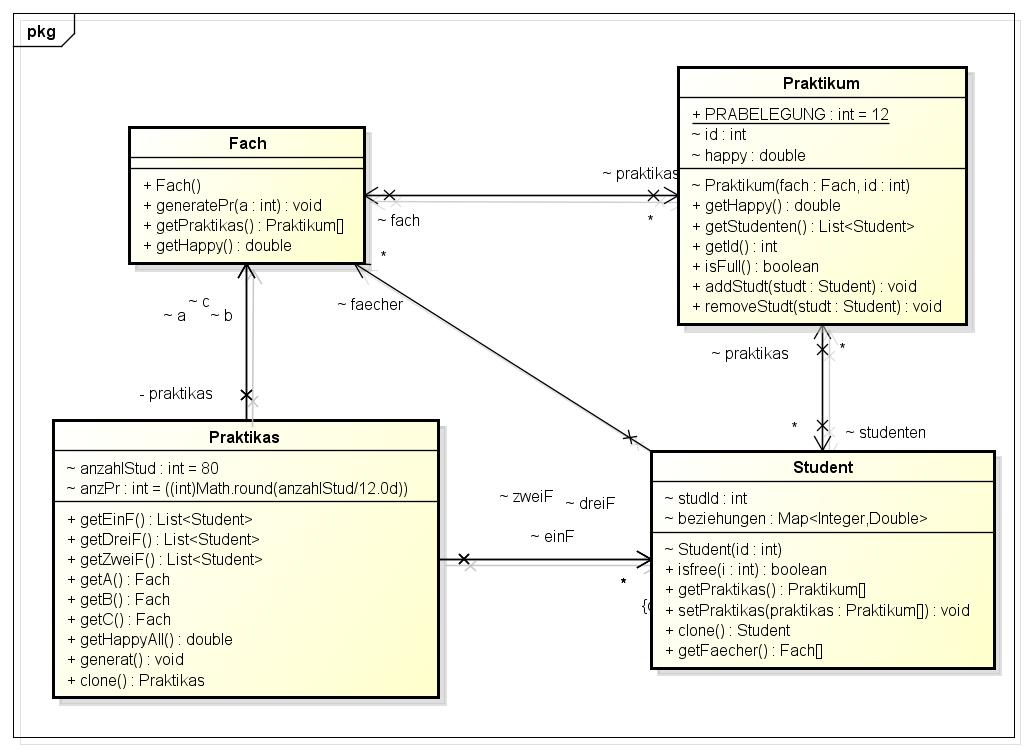 pkg
Praktikum
+ PRABELEGUNG : int = 12
~ id : int
~ happy : double
~ Praktikum(fach : Fach, id : int)
+ getHappy() : double
+ getStudenten() : List<Student>
+ getId() : int
+ isFull() : boolean
+ addStudt(studt : Student) : void
+ removeStudt(studt : Student) : void
Fach
+ Fach()
+ generatePr(a : int) : void
+ getPraktikas() : Praktikum[]
+ getHappy() : double
~ praktikas
*
~ fach
*
~ faecher
~ c
~ a
~ b
- praktikas
~ praktikas
*
*
~ studenten
Praktikas
~ anzahlStud : int = 80
~ anzPr : int = ((int)Math.round(anzahlStud/12.0d))
+ getEinF() : List<Student>
+ getDreiF() : List<Student>
+ getZweiF() : List<Student>
+ getA() : Fach
+ getB() : Fach
+ getC() : Fach
+ getHappyAll() : double
+ generat() : void
+ clone() : Praktikas
~ zweiF
~ dreiF
~ einF
*
Student
~ studId : int
~ beziehungen : Map<Integer,Double>
~ Student(id : int)
+ isfree(i : int) : boolean
+ getPraktikas() : Praktikum[]
+ setPraktikas(praktikas : Praktikum[]) : void
+ clone() : Student
+ getFaecher() : Fach[]